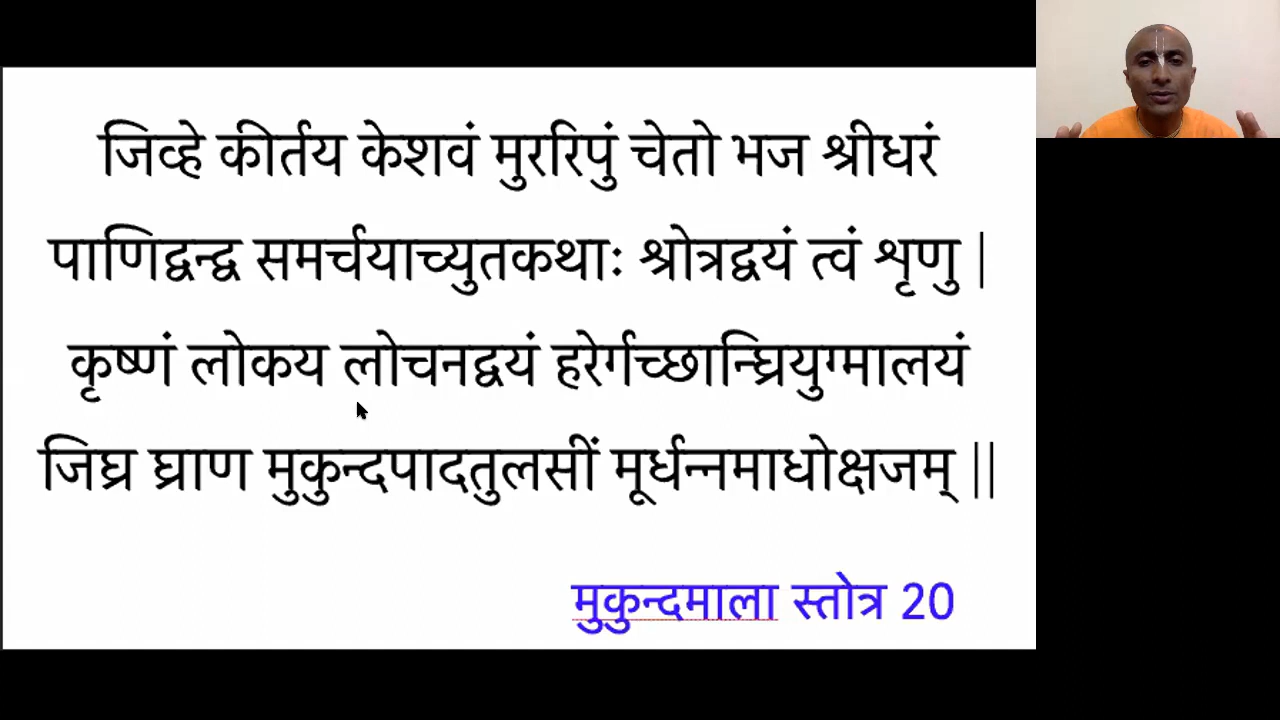 जिव्हे कीर्तय केशवं मुररिपुं चेतो भज श्रीधरं
पाणिद्वन्द्व समर्चयाच्युतकथाः श्रोत्रद्वयं त्वं शृणु |
कृष्णं लोकय लोचनद्वयं हरेर्गच्छान्घ्रियुग्मालयं
जिघ्र घ्राण मुकुन्दपादतुलसीं मूर्धन्नमाधोक्षजम् ||
मुकुन्दमाला स्तोत्र 20